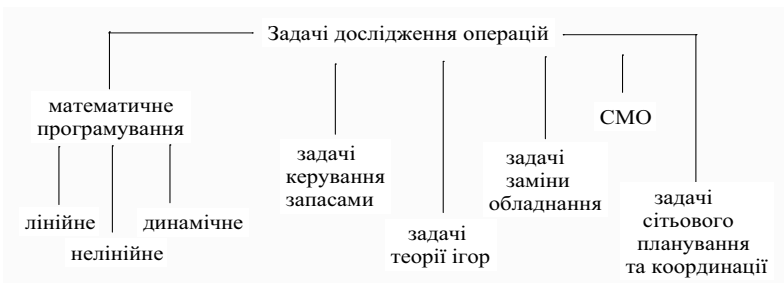 Задачі дослідження операцій
математичне
програмування
лінійне
нелінійне
динамічне
задачі
керування
запасами
задачі
теорії ігор
задачі
заміни
обладнання
СМО
задачі
сітьового
планування
та координації